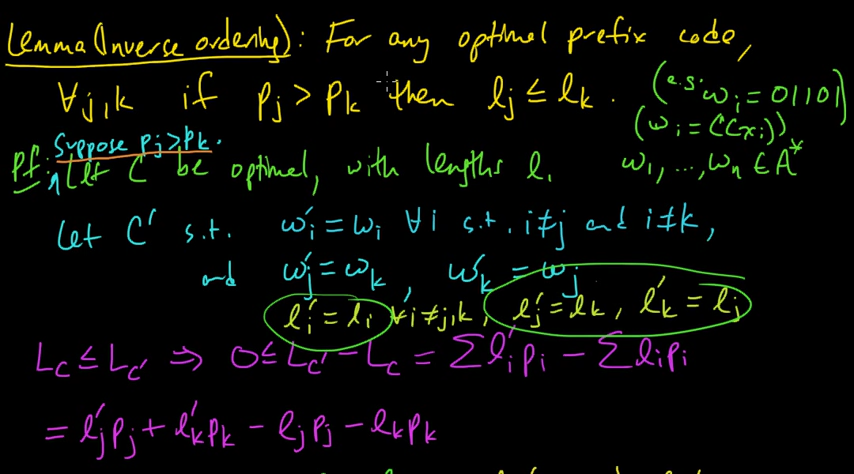 Lemma (Inverse ordering): For any optimal prefix code,
∀j,k if pj > pk then lj ≤ lk.
(e.g. wi = 01101)
(wi = C(xi))
Suppose pj > pk.
Pf: Let C be optimal, with lengths l. w1, ..., wn ∈ A*
Let C' s.t. w'i = wi ∀i s.t. i≠j and i≠k,
and w'j = wk, w'k = wj
l'i = li ∀i≠j,k, l'j = lk, l'k = lj
LC ≤ LC' ⇒ 0 ≤ LC' − LC = Σ l'i pi − Σ li pi
= l'j pj + l'k pk − lj pj − lk pk